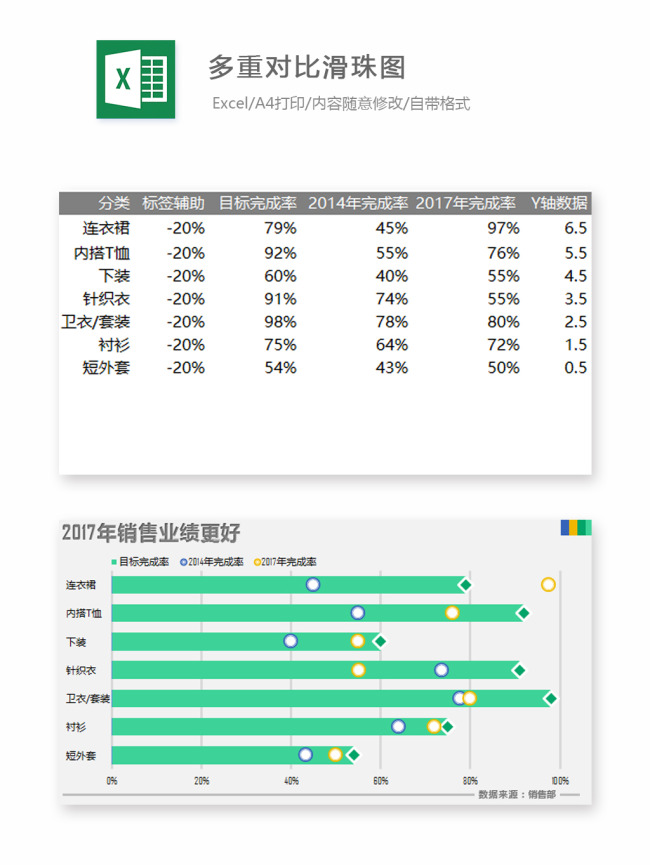 X
多重对比滑珠图
Excel/A4打印/内容随意修改/自带格式
分类 标签辅助 目标完成率 2014年完成率 2017年完成率 Y轴数据
连衣裙 -20% 79% 45% 97% 6.5
内搭T恤 -20% 92% 55% 76% 5.5
下装 -20% 60% 40% 55% 4.5
针织衣 -20% 91% 74% 55% 3.5
卫衣/套装 -20% 98% 78% 80% 2.5
衬衫 -20% 75% 64% 72% 1.5
短外套 -20% 54% 43% 50% 0.5
2017年销售业绩更好
目标完成率 2014年完成率 2017年完成率
连衣裙
内搭T恤
下装
针织衣
卫衣/套装
衬衫
短外套
0% 20% 40% 60% 80% 100%
数据来源：销售部